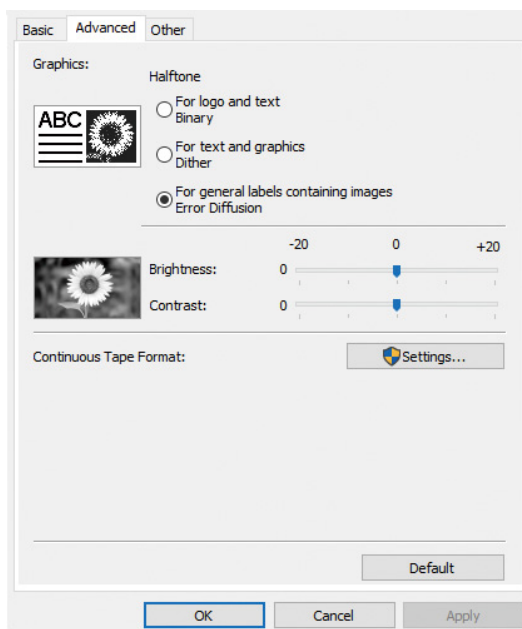 Basic Advanced Other
Graphics:
Halftone
ABC
For logo and text
Binary
For text and graphics
Dither
For general labels containing images
Error Diffusion
-20 0 +20
Brightness: 0
Contrast: 0
Continuous Tape Format: Settings...
Default
OK Cancel Apply